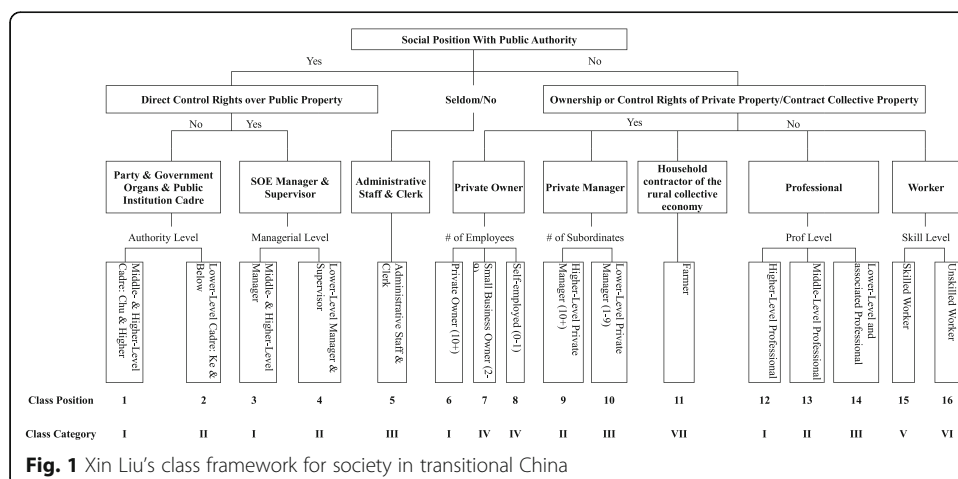 Social Position With Public Authority
Yes
No
Direct Control Rights over Public Property
Seldom/No
Ownership or Control Rights of Private Property/Contract Collective Property
No
Yes
Yes
No
Party & Government
Organs & Public
Institution Cadre
SOE Manager &
Supervisor
Administrative
Staff & Clerk
Private Owner
Private Manager
Household
contractor of the
rural collective
economy
Professional
Worker
Authority Level
Managerial Level
# of Employees
# of Subordinates
Prof Level
Skill Level
Middle- & Higher-Level
Cadre: Chu & Higher
Lower-Level Cadre: Ke &
Below
Middle- & Higher-Level
Manager
Lower-Level Manager &
Supervisor
Administrative Staff &
Clerk
Private Owner (10+)
Small Business Owner (2-
9)
Self-employed (0-1)
Higher-Level Private
Manager (10+)
Lower-Level Private
Manager (1-9)
Farmer
Higher-Level Professional
Middle-Level Professional
Lower-Level and
associated Professional
Skilled Worker
Unskilled Worker
Class Position 1 2 3 4 5 6 7 8 9 10 11 12 13 14 15 16
Class Category I II I II III I IV IV II III VII I II III V VI
Fig. 1 Xin Liu's class framework for society in transitional China